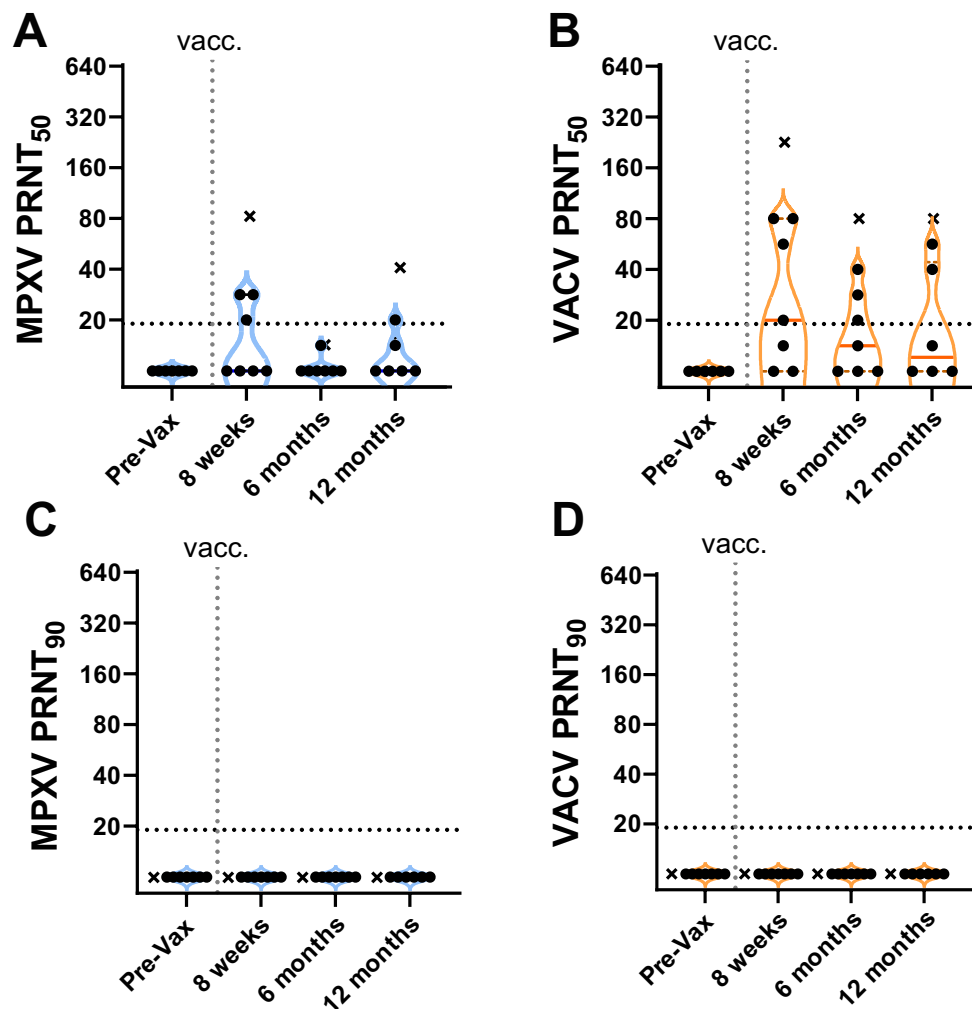 A
vacc.
MPXV PRNT50
640
320
160
80
40
20
Pre-Vax
8 weeks
6 months
12 months
B
vacc.
VACV PRNT50
640
320
160
80
40
20
Pre-Vax
8 weeks
6 months
12 months
C
vacc.
MPXV PRNT90
640
320
160
80
40
20
Pre-Vax
8 weeks
6 months
12 months
D
vacc.
VACV PRNT90
640
320
160
80
40
20
Pre-Vax
8 weeks
6 months
12 months